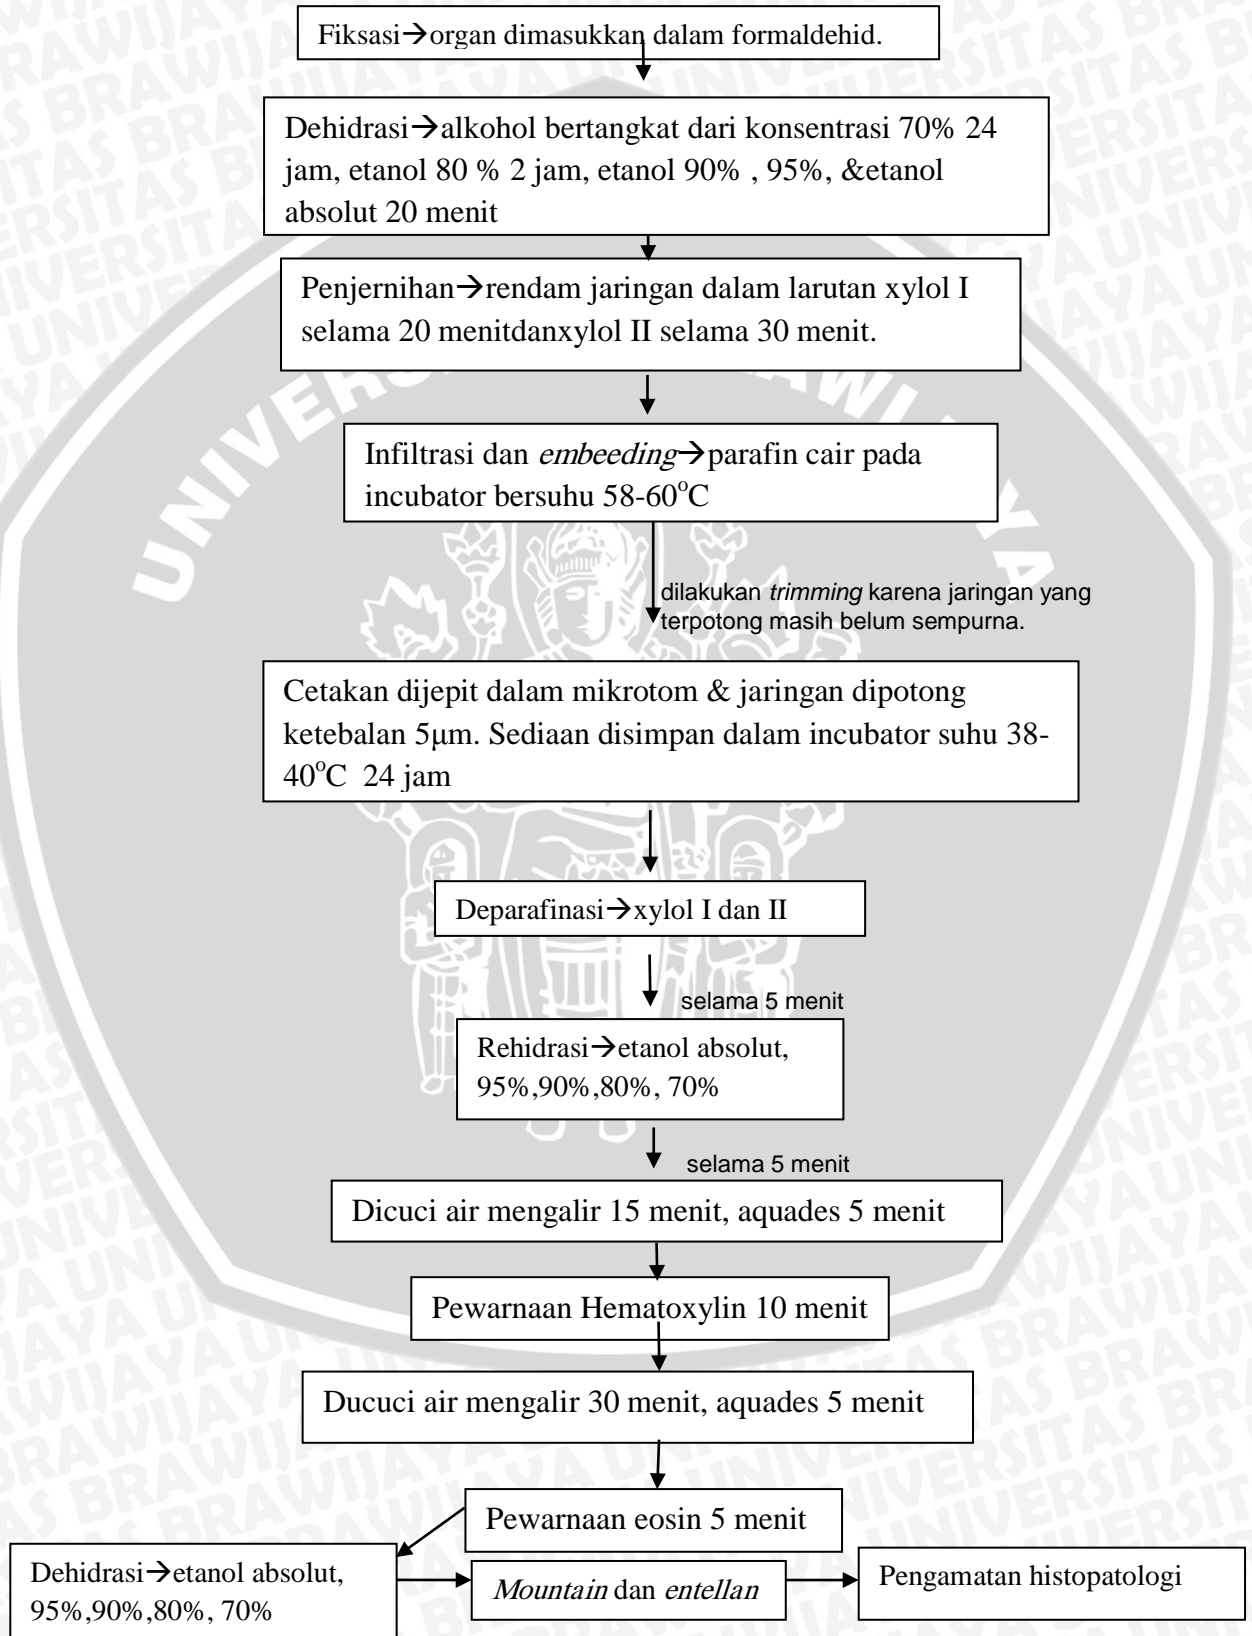 Fiksasi→organ dimasukkan dalam formaldehid.
Dehidrasi→alkohol bertangkat dari konsentrasi 70% 24
jam, etanol 80 % 2 jam, etanol 90% , 95%, &etanol
absolut 20 menit
Penjernihan→rendam jaringan dalam larutan xylol I
selama 20 menitdanxylol II selama 30 menit.
Infiltrasi dan embeeding→parafin cair pada
incubator bersuhu 58-60°C
dilakukan trimming karena jaringan yang
terpotong masih belum sempurna.
Cetakan dijepit dalam mikrotom & jaringan dipotong
ketebalan 5μm. Sediaan disimpan dalam incubator suhu 38-
40°C 24 jam
Deparafinasi→xylol I dan II
selama 5 menit
Rehidrasi→etanol absolut,
95%,90%,80%, 70%
selama 5 menit
Dicuci air mengalir 15 menit, aquades 5 menit
Pewarnaan Hematoxylin 10 menit
Ducuci air mengalir 30 menit, aquades 5 menit
Pewarnaan eosin 5 menit
Dehidrasi→etanol absolut,
95%,90%,80%, 70%
Mountain dan entellan
Pengamatan histopatologi